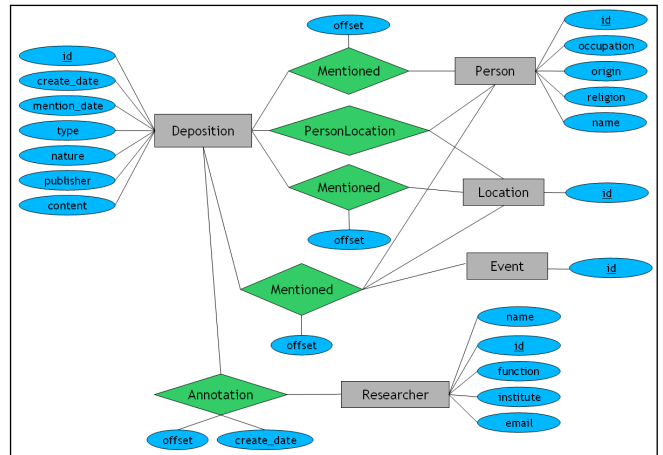 offset
id
id
create_date
Mentioned
Person
occupation
mention_date
origin
type
Deposition
PersonLocation
religion
nature
name
publisher
Mentioned
Location
id
content
offset
Event
id
Mentioned
name
offset
id
function
Annotation
Researcher
institute
email
offset
create_date